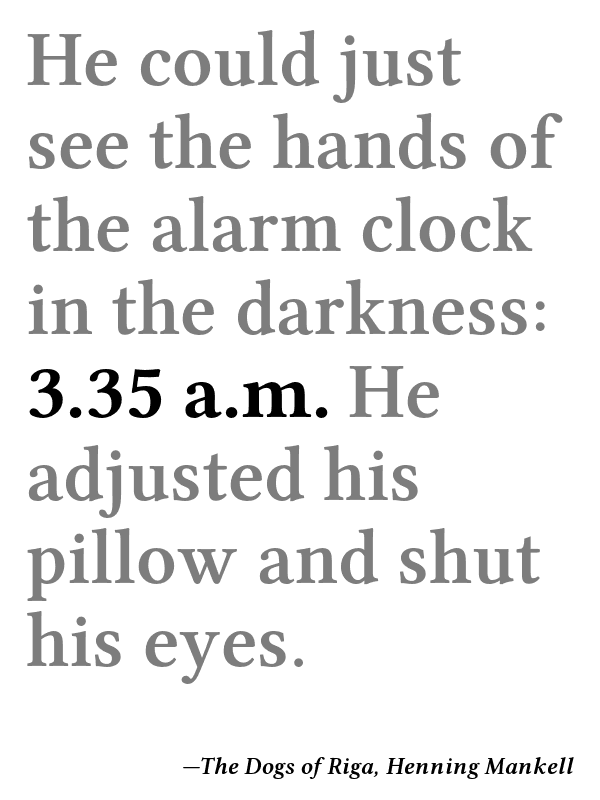 He could just
see the hands of
the alarm clock
in the darkness:
3.35 a.m. He
adjusted his
pillow and shut
his eyes.
—The Dogs of Riga, Henning Mankell